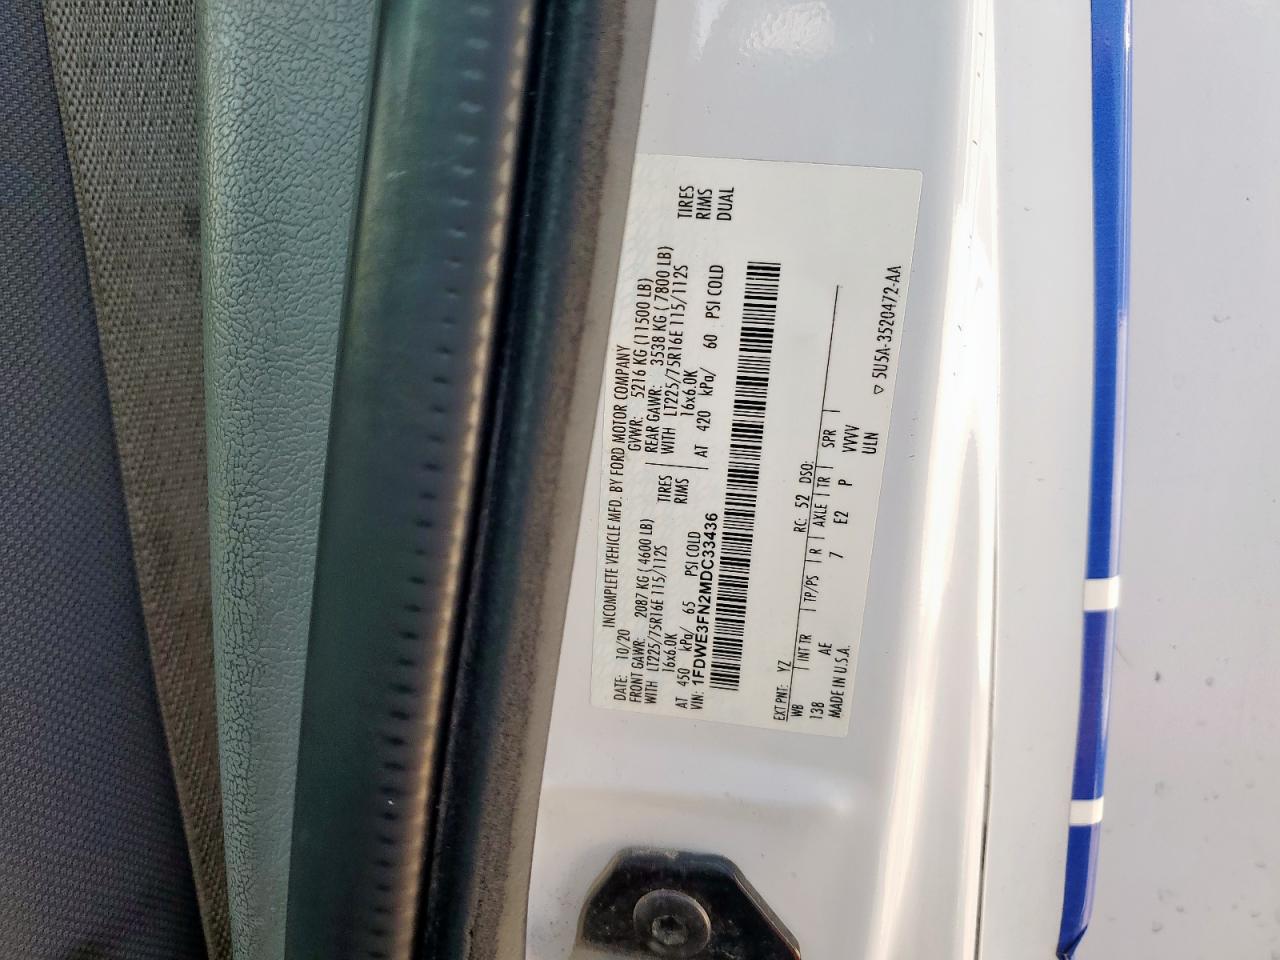 INCOMPLETE VEHICLE MFD. BY FORD MOTOR COMPANY
DATE: 10/20 GVWR: 5216 KG (11500 LB)
FRONT GAWR: 2087 KG ( 4600 LB) REAR GAWR: 3538 KG ( 7800 LB)
WITH LT225/75R16E 115/112S TIRES WITH LT225/75R16E 115/112S TIRES
16x6.0K RIMS 16x6.0K RIMS
AT 450 kPa/ 65 PSI COLD AT 420 kPa/ 60 PSI COLD DUAL
VIN: 1FDWE3FN2MDC33436
EXT PNT: YZ RC: 52 DSO:
WB INT TR TP/PS R AXLE TR SPR
138 AE 7 E2 P VVVV
MADE IN U.S.A. ULN
▽ 5U5A-3520472-AA